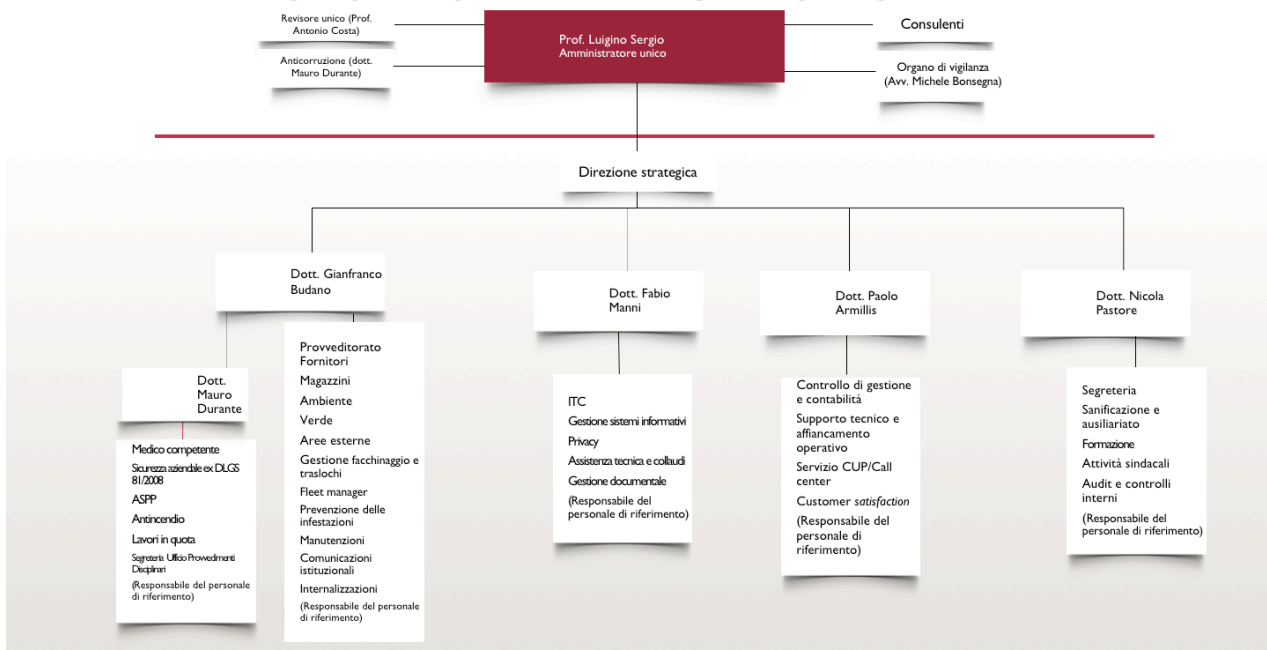 Revisore unico (Prof.
Antonio Costa)
Anticorruzione (dott.
Mauro Durante)
Prof. Luigino Sergio
Amministratore unico
Consulenti
Organo di vigilanza
(Avv. Michele Bonsegna)
Direzione strategica
Dott. Gianfranco
Budano
Dott.
Mauro
Durante
Medico competente
Sicurezza aziendale ex DLGS
81/2008
ASPP
Antincendio
Lavori in quota
Segreteria Ufficio Provvedimenti
Disciplinari
(Responsabile del personale
di riferimento)
Provveditorato
Fornitori
Magazzini
Ambiente
Verde
Aree esterne
Gestione facchinaggio e
traslochi
Fleet manager
Prevenzione delle
infestazioni
Manutenzioni
Comunicazioni
istituzionali
Internalizzazioni
(Responsabile del personale
di riferimento)
Dott. Fabio
Manni
ITC
Gestione sistemi informativi
Privacy
Assistenza tecnica e collaudi
Gestione documentale
(Responsabile del
personale di riferimento)
Dott. Paolo
Armillis
Controllo di gestione
e contabilità
Supporto tecnico e
affiancamento
operativo
Servizio CUP/Call
center
Customer satisfaction
(Responsabile del
personale di
riferimento)
Dott. Nicola
Pastore
Segreteria
Sanificazione e
ausiliariato
Formazione
Attività sindacali
Audit e controlli
interni
(Responsabile del
personale di riferimento)